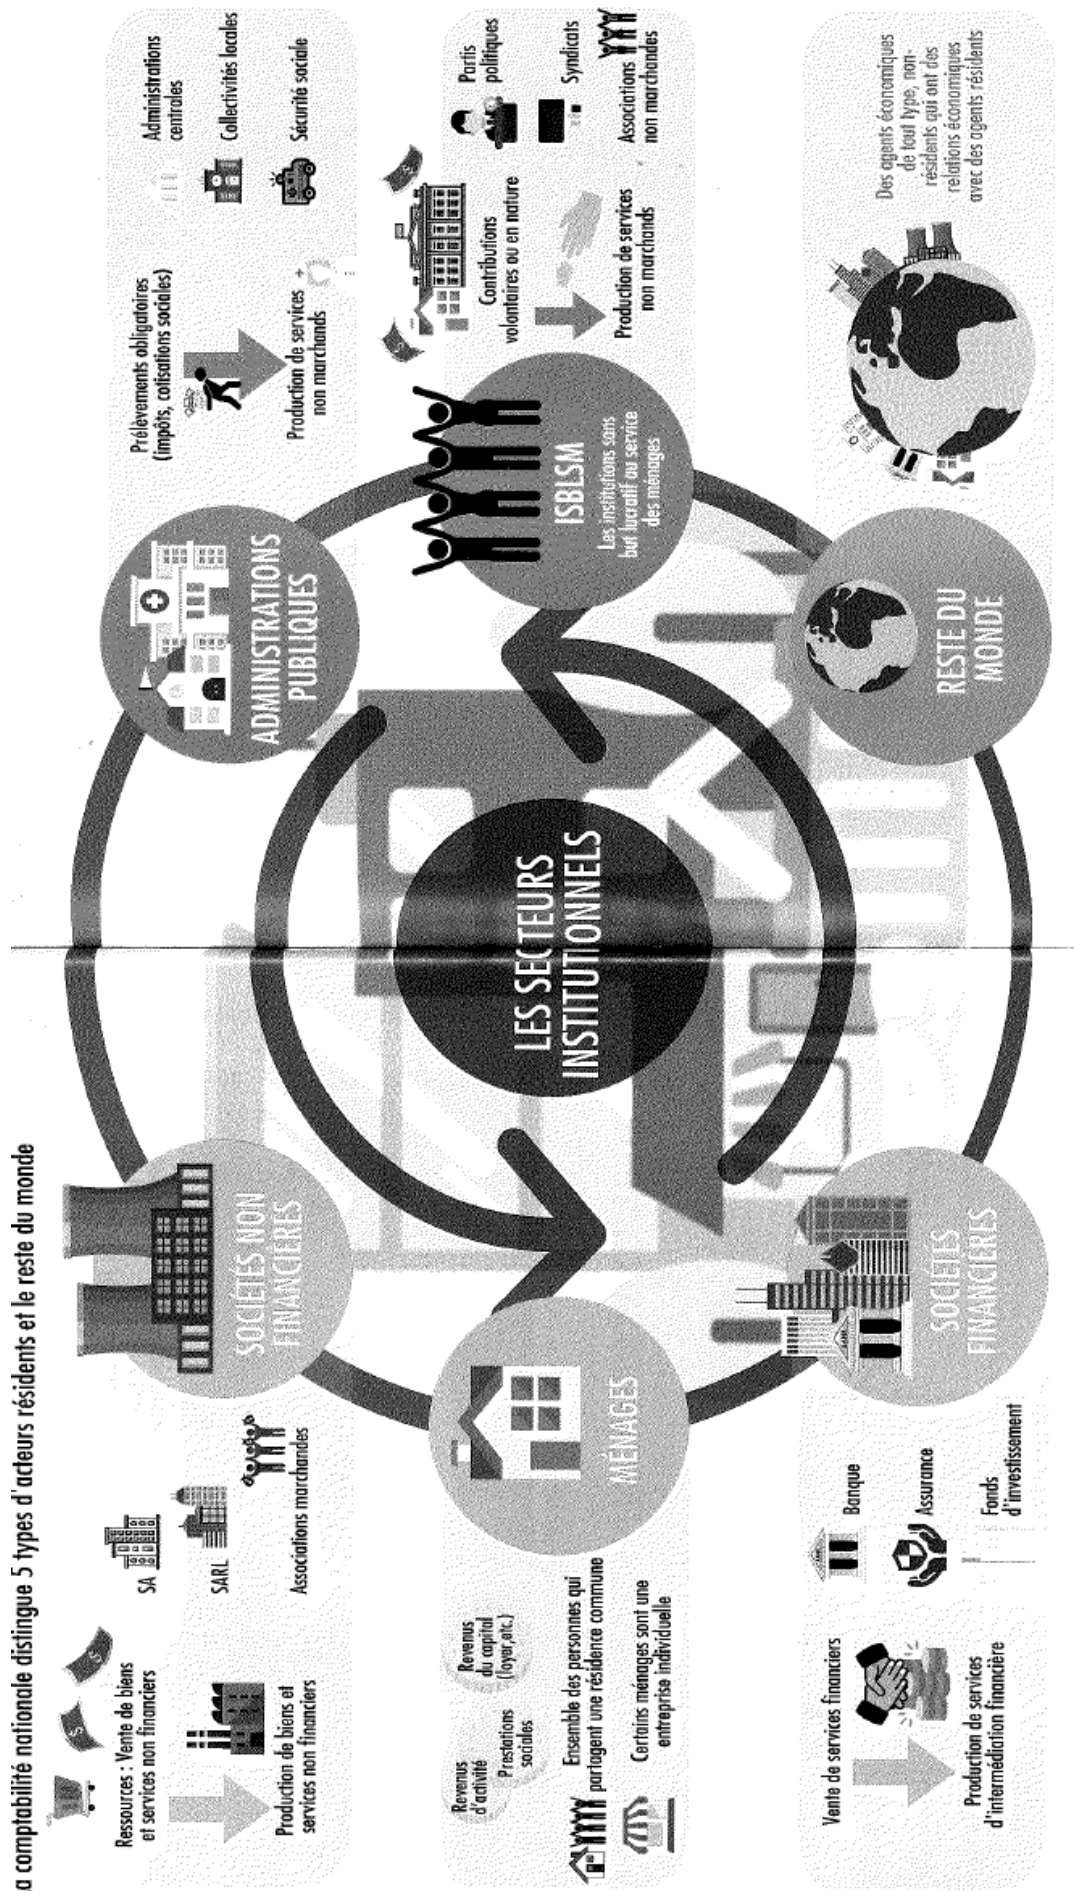 a comptabilité nationale distingue 5 types d'acteurs résidents et le reste du monde
Ressources : Vente de biens
et services non financiers
Production de biens et
services non financiers
SA
SARL
Associations marchandes
SOCIÉTÉS NON
FINANCIÈRES
ADMINISTRATIONS
PUBLIQUES
Prélèvements obligatoires
(impôts, cotisations sociales)
Production de services
non marchands
+
Administrations
centrales
Collectivités locales
Sécurité sociale
Revenus
d'activité
Prestations
sociales
Revenus
du capital
(loyer,etc.)
Ensemble des personnes qui
partagent une résidence commune
Certains ménages sont une
entreprise individuelle
MÉNAGES
LES SECTEURS
INSTITUTIONNELS
ISBLSM
Les institutions sans
but lucratif au service
des ménages
Contributions
volontaires ou en nature
Production de services
non marchands
Partis
politiques
Syndicats
Associations
non marchandes
Vente de services financiers
Production de services
d'intermédiation financière
Banque
Assurance
Fonds
d'investissement
SOCIÉTÉS
FINANCIÈRES
RESTE DU
MONDE
Des agents économiques
de tout type, non-
résidents qui ont des
relations économiques
avec des agents résidents